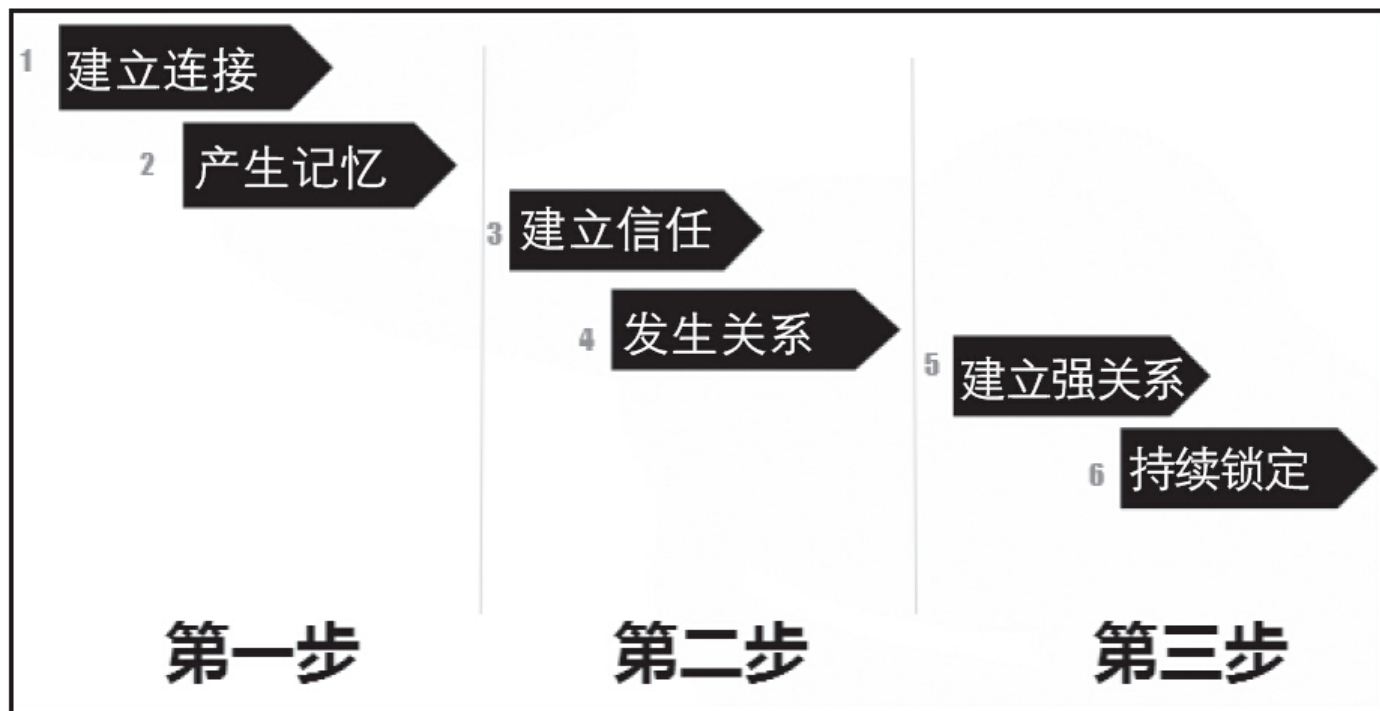 1 建立连接
2 产生记忆
3 建立信任
4 发生关系
5 建立强关系
6 持续锁定
第一步
第二步
第三步